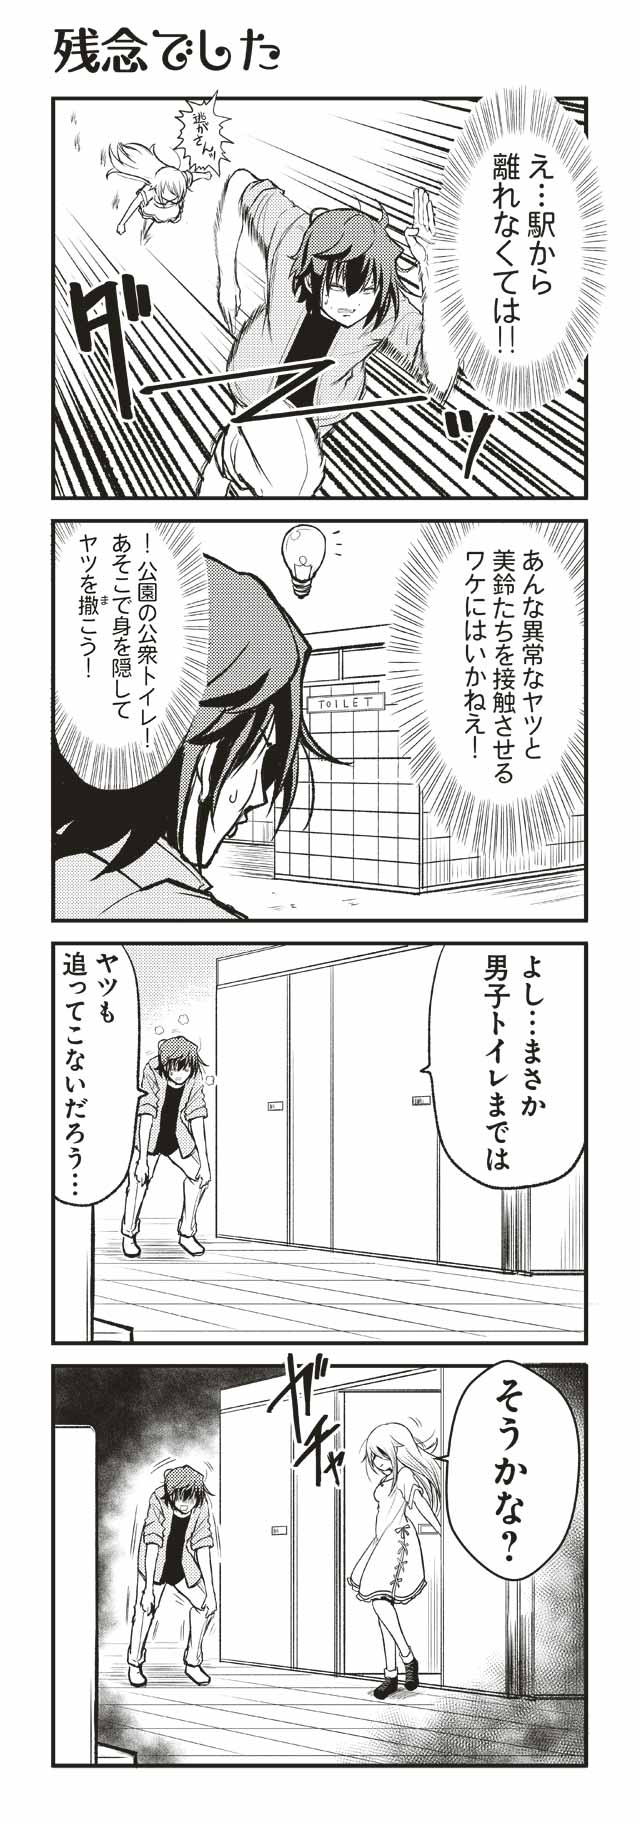 残念でした
え…駅から
離れなくては!!
逃がさん!!
ダッ
あんな異常なヤツと
美鈴たちを接触させる
ワケにはいかねえ！
TOILET
！公園の公衆トイレ！
あそこで身を隠して
ヤツを撒こう！
ま
よし…まさか
男子トイレまでは
ヤツも
追ってこないだろう…
そうかな？
ガチャ